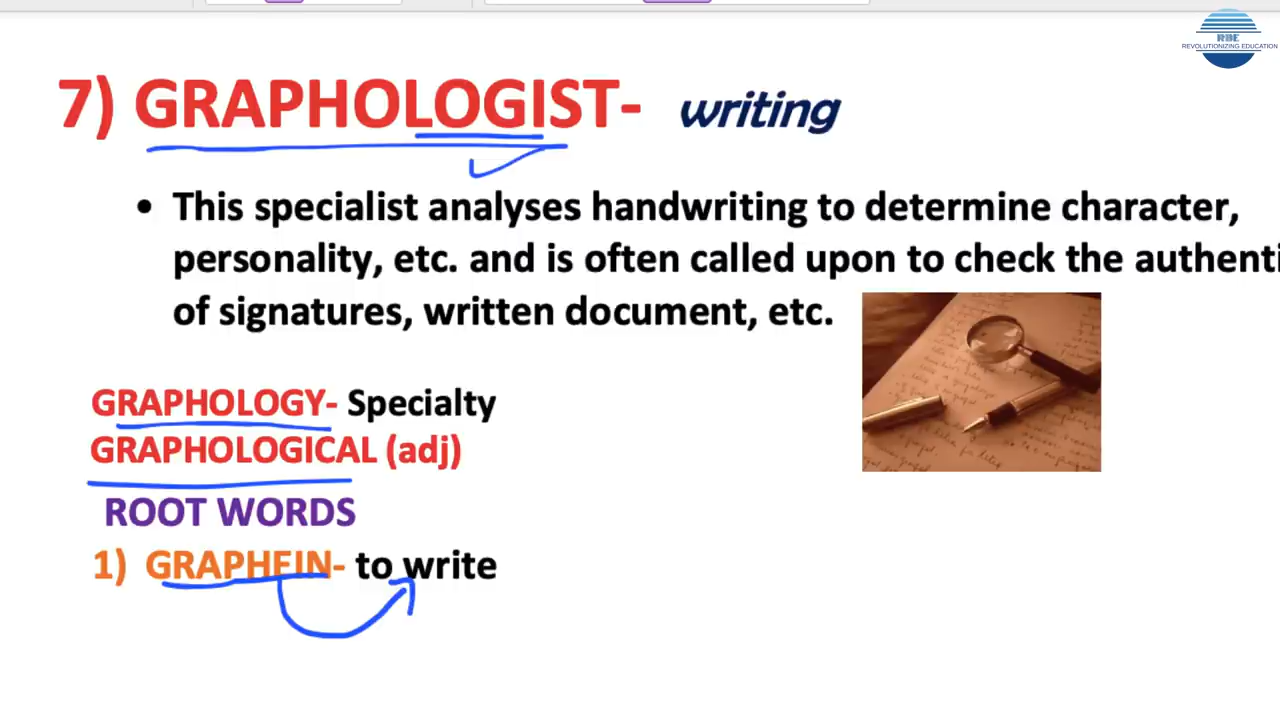 RDE
REVOLUTIONIZING EDUCATION
7) GRAPHOLOGIST- writing
• This specialist analyses handwriting to determine character,
personality, etc. and is often called upon to check the authenti
of signatures, written document, etc.
GRAPHOLOGY- Specialty
GRAPHOLOGICAL (adj)
ROOT WORDS
1) GRAPHEIN- to write